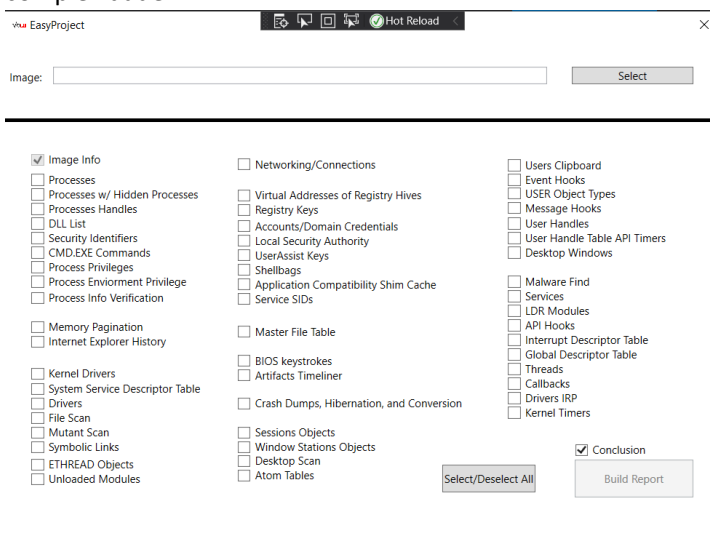 EasyProject
Hot Reload
Image:
Select
Image Info
Processes
Processes w/ Hidden Processes
Processes Handles
DLL List
Security Identifiers
CMD.EXE Commands
Process Privileges
Process Enviorment Privilege
Process Info Verification
Memory Pagination
Internet Explorer History
Kernel Drivers
System Service Descriptor Table
Drivers
File Scan
Mutant Scan
Symbolic Links
ETHREAD Objects
Unloaded Modules
Networking/Connections
Virtual Addresses of Registry Hives
Registry Keys
Accounts/Domain Credentials
Local Security Authority
UserAssist Keys
Shellbags
Application Compatibility Shim Cache
Service SIDs
Master File Table
BIOS keystrokes
Artifacts Timeliner
Crash Dumps, Hibernation, and Conversion
Sessions Objects
Window Stations Objects
Desktop Scan
Atom Tables
Users Clipboard
Event Hooks
USER Object Types
Message Hooks
User Handles
User Handle Table API Timers
Desktop Windows
Malware Find
Services
LDR Modules
API Hooks
Interrupt Descriptor Table
Global Descriptor Table
Threads
Callbacks
Drivers IRP
Kernel Timers
Conclusion
Select/Deselect All
Build Report